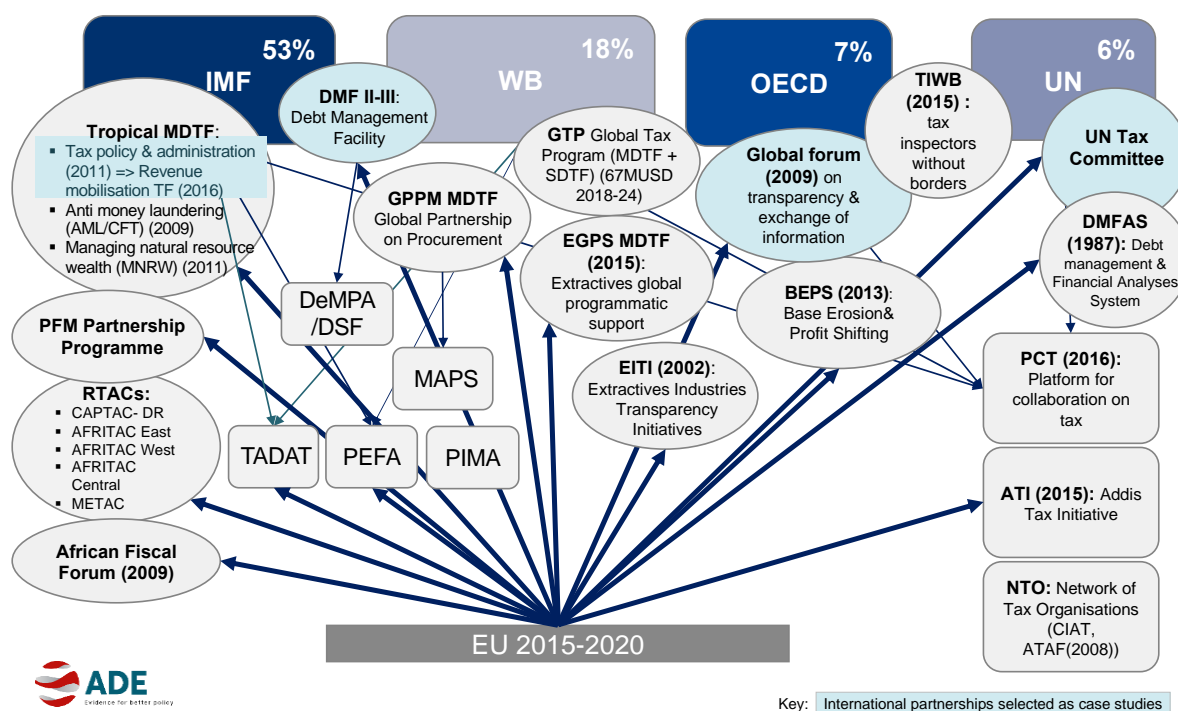 53%
IMF
18%
WB
7%
OECD
6%
UN
Tropical MDTF:
▪ Tax policy & administration
(2011) => Revenue
mobilisation TF (2016)
▪ Anti money laundering
(AML/CFT) (2009)
▪ Managing natural resource
wealth (MNRW) (2011)
DMF II-III:
Debt Management
Facility
GPPM MDTF
Global Partnership
on Procurement
GTP Global Tax
Program (MDTF +
SDTF) (67MUSD
2018-24)
EGPS MDTF
(2015):
Extractives global
programmatic
support
Global forum
(2009) on
transparency &
exchange of
information
TIWB
(2015) :
tax
inspectors
without
borders
UN Tax
Committee
DMFAS
(1987): Debt
management &
Financial Analyses
System
BEPS (2013):
Base Erosion&
Profit Shifting
EITI (2002):
Extractives Industries
Transparency
Initiatives
PFM Partnership
Programme
DeMPA
/DSF
MAPS
RTACs:
▪ CAPTAC- DR
▪ AFRITAC East
▪ AFRITAC West
▪ AFRITAC
Central
▪ METAC
TADAT
PEFA
PIMA
PCT (2016):
Platform for
collaboration on
tax
ATI (2015): Addis
Tax Initiative
African Fiscal
Forum (2009)
NTO: Network of
Tax Organisations
(CIAT,
ATAF(2008))
EU 2015-2020
ADE
Evidence for better policy
Key: International partnerships selected as case studies